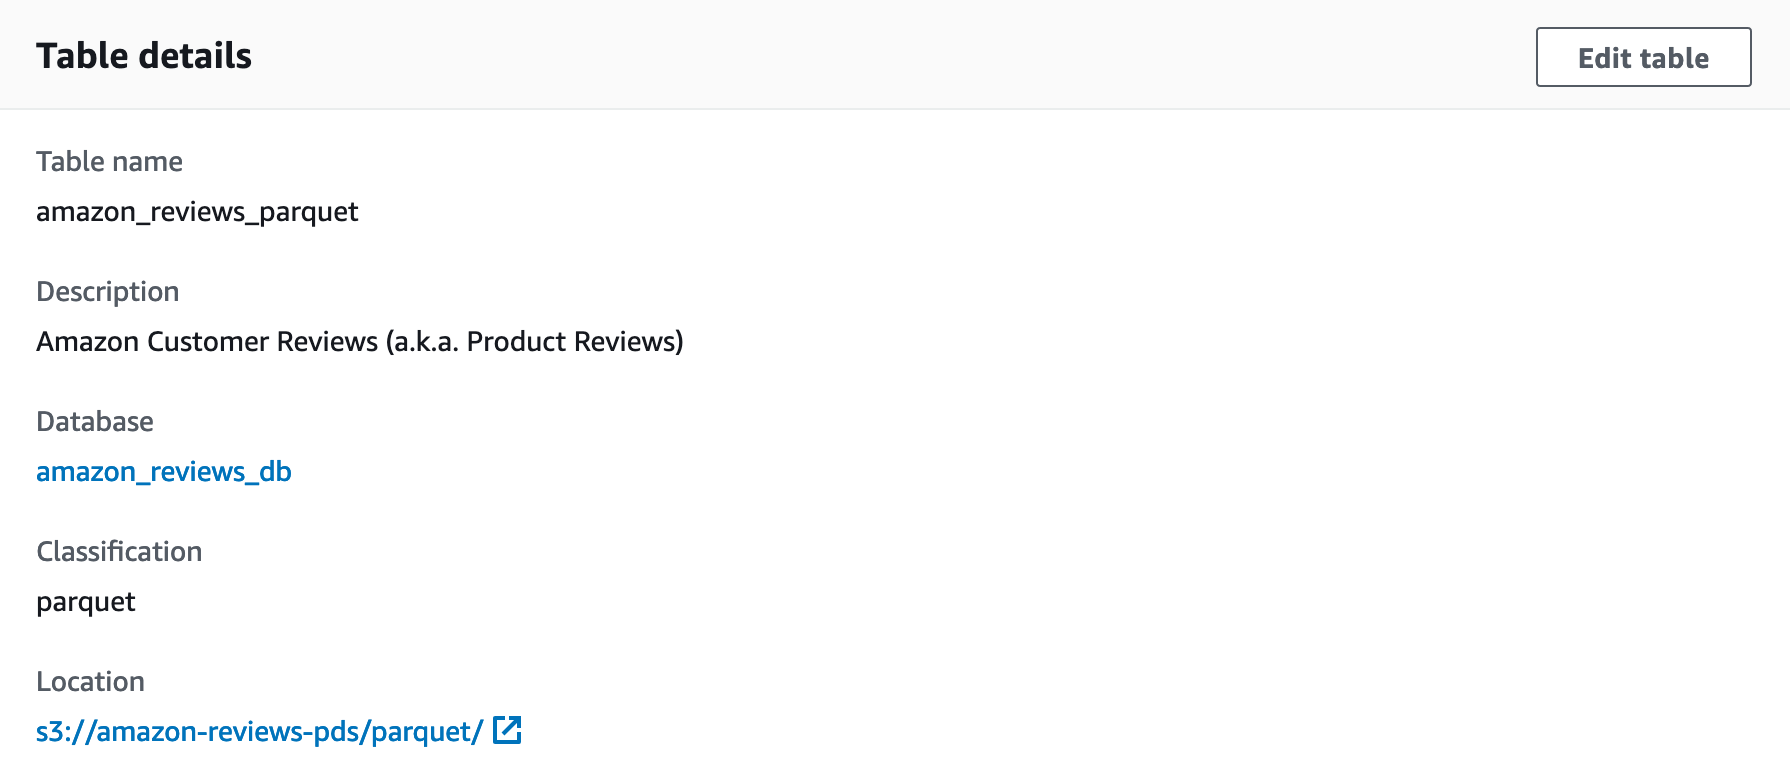 Table details
Edit table
Table name
amazon_reviews_parquet
Description
Amazon Customer Reviews (a.k.a. Product Reviews)
Database
amazon_reviews_db
Classification
parquet
Location
s3://amazon-reviews-pds/parquet/